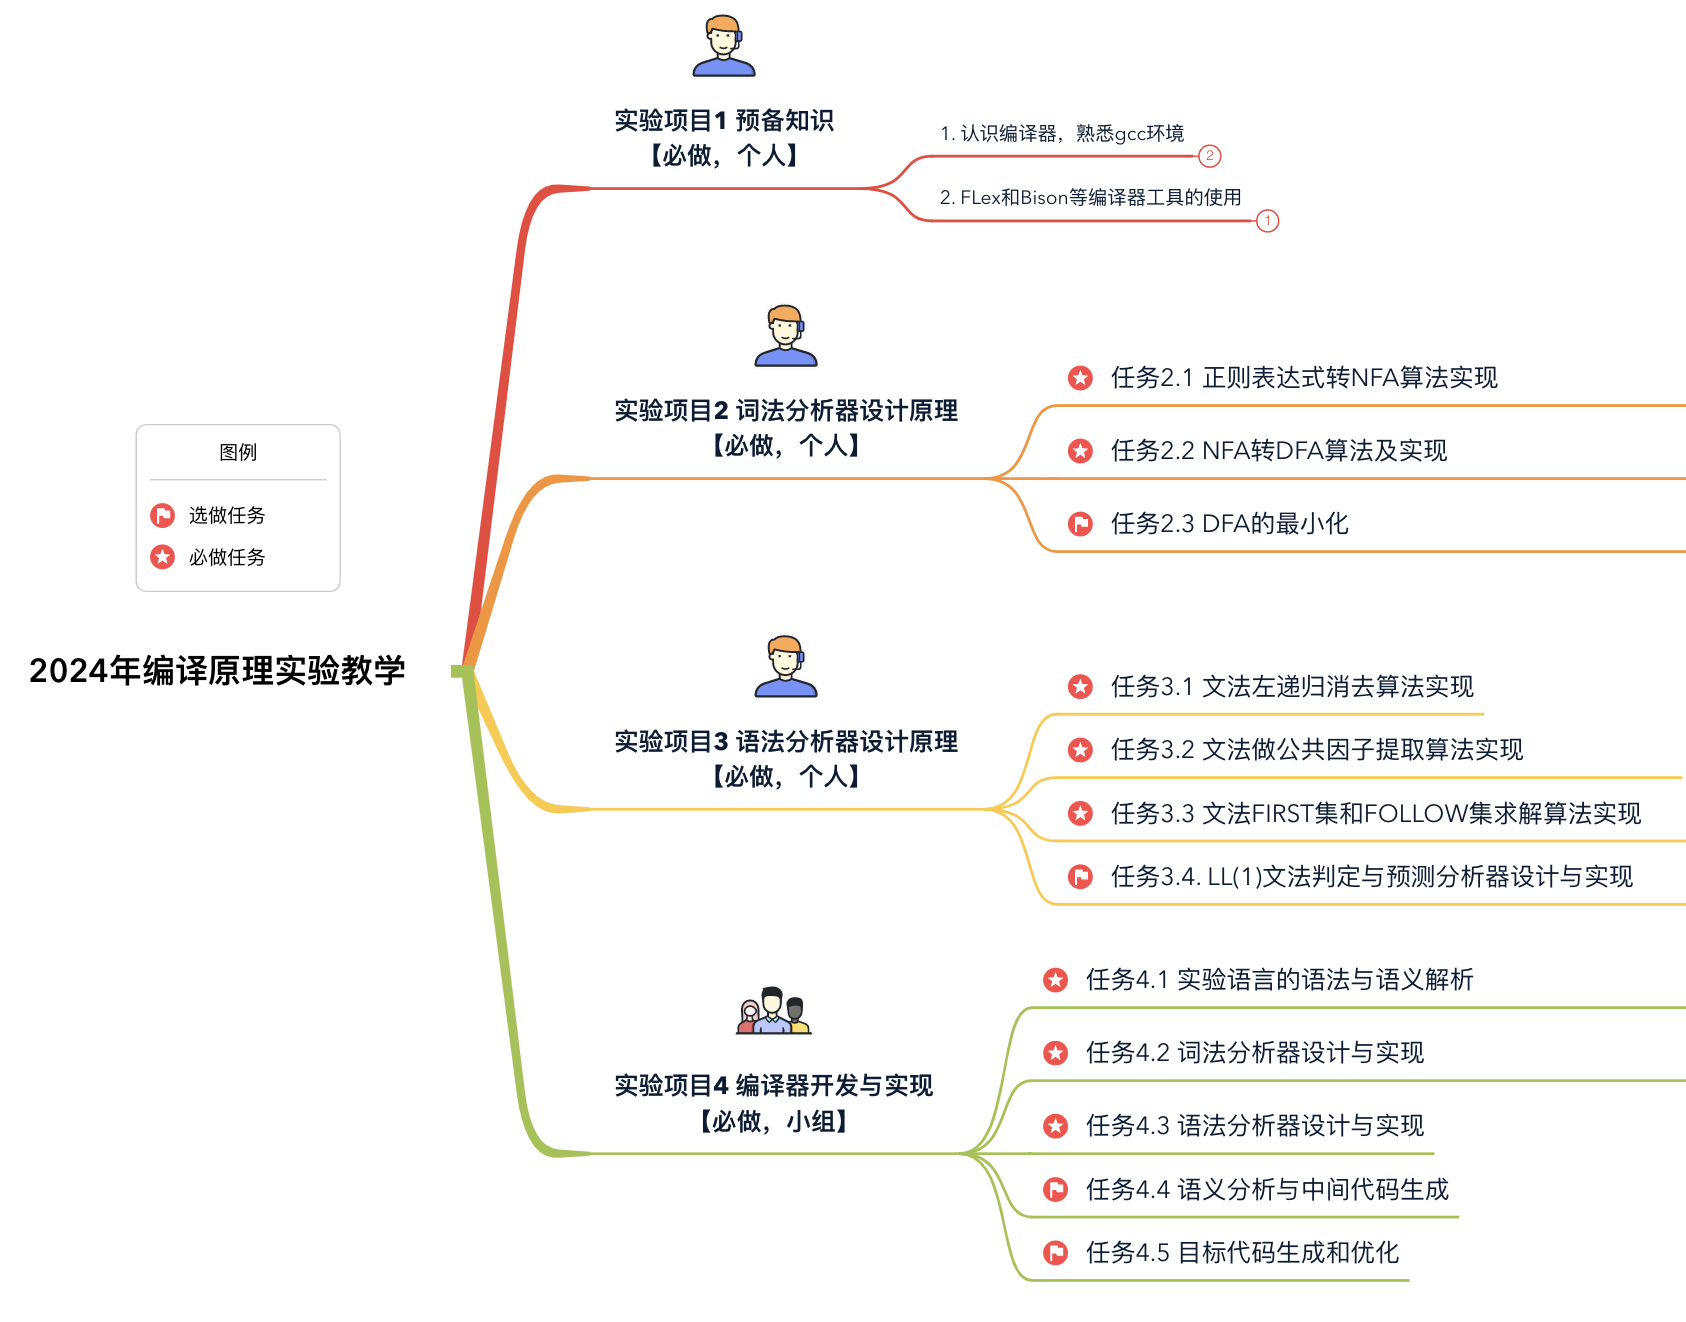 实验项目1 预备知识
【必做，个人】
1. 认识编译器，熟悉gcc环境
2
2. FLex和Bison等编译器工具的使用
1
实验项目2 词法分析器设计原理
【必做，个人】
任务2.1 正则表达式转NFA算法实现
任务2.2 NFA转DFA算法及实现
任务2.3 DFA的最小化
图例
选做任务
必做任务
2024年编译原理实验教学
实验项目3 语法分析器设计原理
【必做，个人】
任务3.1 文法左递归消去算法实现
任务3.2 文法做公共因子提取算法实现
任务3.3 文法FIRST集和FOLLOW集求解算法实现
任务3.4. LL(1)文法判定与预测分析器设计与实现
实验项目4 编译器开发与实现
【必做，小组】
任务4.1 实验语言的语法与语义解析
任务4.2 词法分析器设计与实现
任务4.3 语法分析器设计与实现
任务4.4 语义分析与中间代码生成
任务4.5 目标代码生成和优化